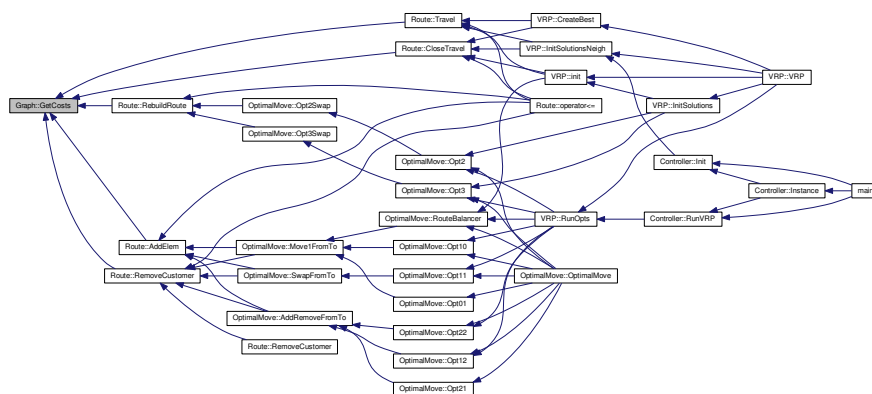 Route::Travel
VRP::CreateBest
Route::CloseTravel
VRP::InitSolutionsNeigh
VRP::init
VRP::VRP
Graph::GetCosts
Route::RebuildRoute
OptimalMove::Opt2Swap
Route::operator<=
VRP::InitSolutions
OptimalMove::Opt3Swap
OptimalMove::Opt2
Controller::Init
OptimalMove::Opt3
Controller::Instance
main
OptimalMove::RouteBalancer
VRP::RunOpts
Controller::RunVRP
Route::AddElem
OptimalMove::Move1FromTo
OptimalMove::Opt10
Route::RemoveCustomer
OptimalMove::SwapFromTo
OptimalMove::Opt11
OptimalMove::OptimalMove
OptimalMove::Opt01
OptimalMove::AddRemoveFromTo
OptimalMove::Opt22
Route::RemoveCustomer
OptimalMove::Opt12
OptimalMove::Opt21